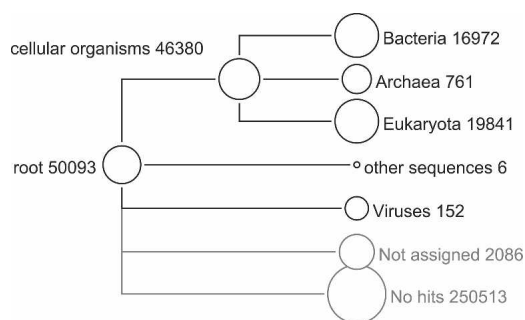 Bacteria 16972
cellular organisms 46380
Archaea 761
Eukaryota 19841
root 50093
other sequences 6
Viruses 152
Not assigned 2086
No hits 250513